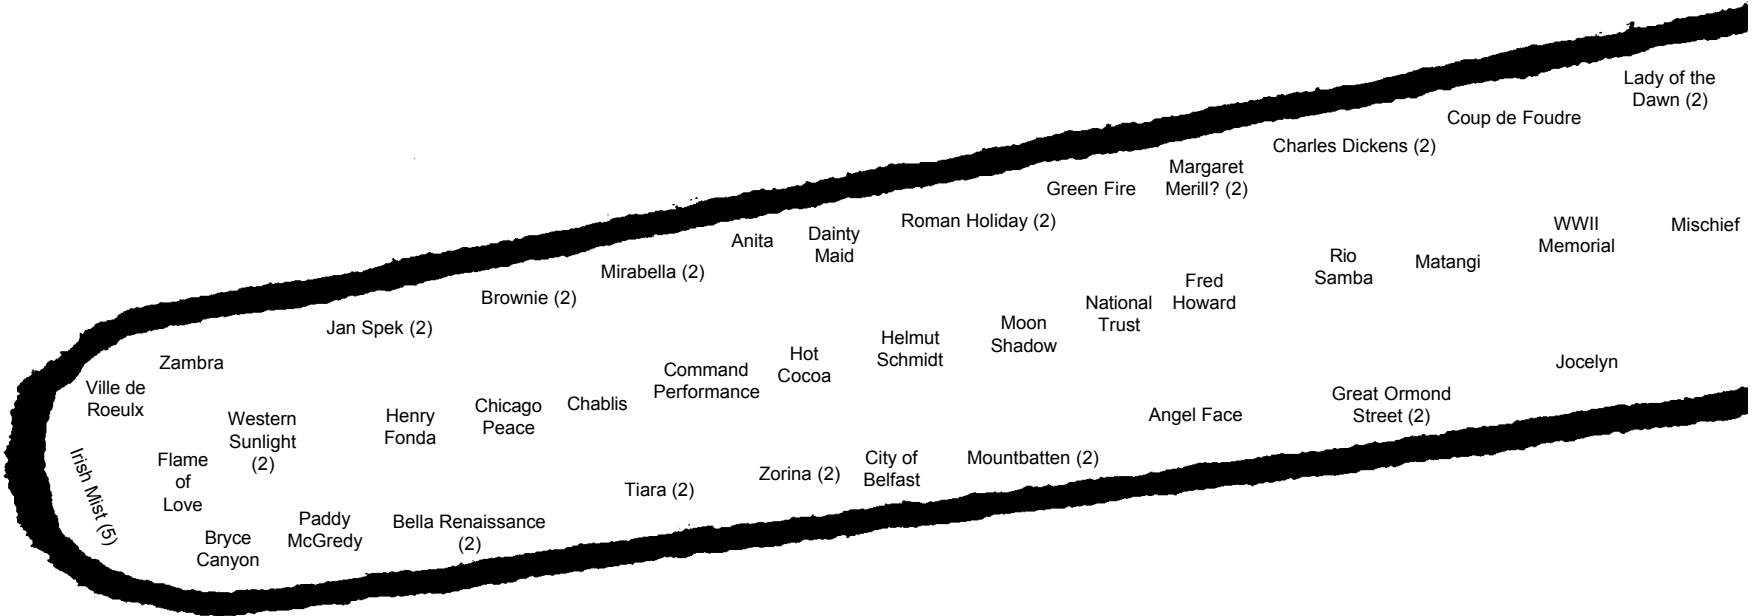 Lady of the
Dawn (2)
Coup de Foudre
Charles Dickens (2)
Margaret
Merill? (2)
Green Fire
Roman Holiday (2)
Dainty
Maid
Anita
Mirabella (2)
Brownie (2)
Jan Spek (2)
Zambra
Ville de
Roeulx
Irish Mist (5)
Flame
of
Love
Western
Sunlight
(2)
Henry
Fonda
Chicago
Peace
Chablis
Command
Performance
Hot
Cocoa
Helmut
Schmidt
Moon
Shadow
National
Trust
Fred
Howard
Rio
Samba
Matangi
WWII
Memorial
Mischief
Bryce
Canyon
Paddy
McGredy
Bella Renaissance
(2)
Tiara (2)
Zorina (2)
City of
Belfast
Mountbatten (2)
Angel Face
Great Ormond
Street (2)
Jocelyn